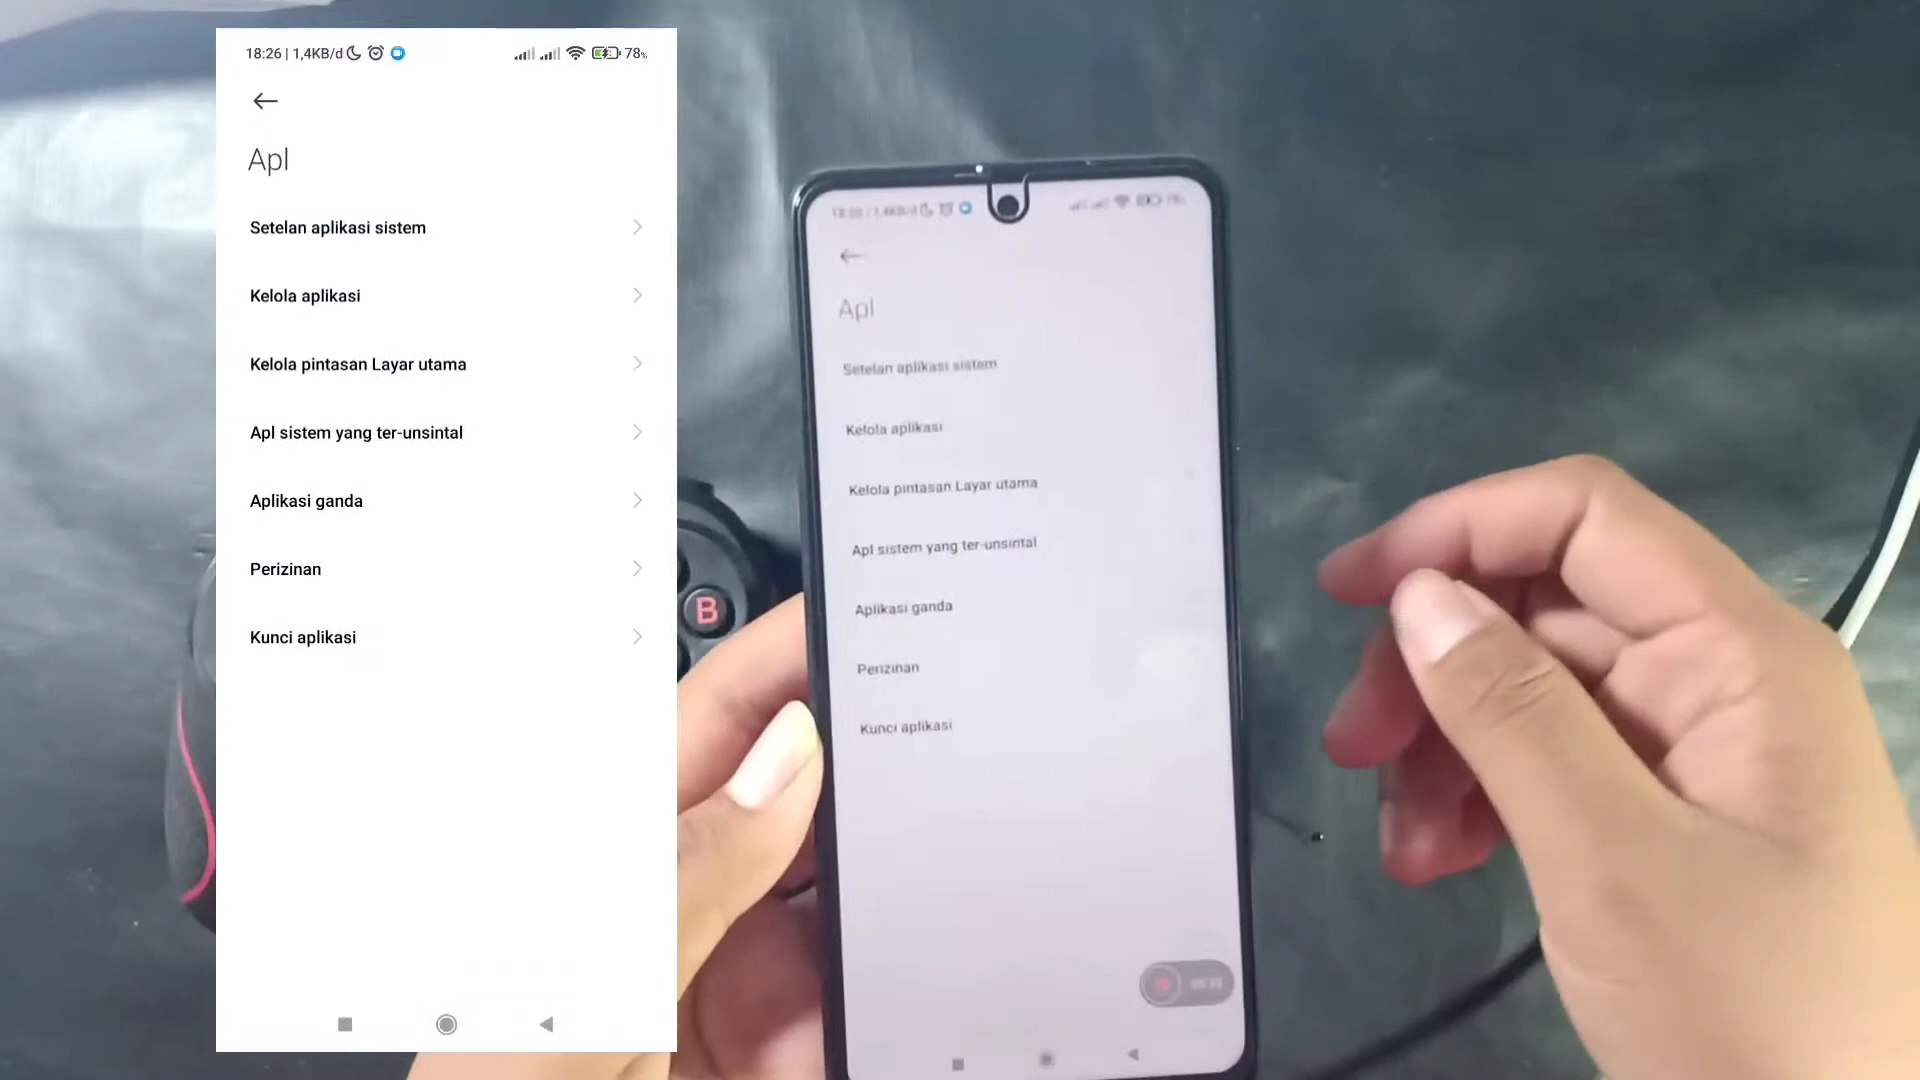 18:26 | 1,4KB/d
78%
Apl
Setelan aplikasi sistem
Kelola aplikasi
Kelola pintasan Layar utama
Apl sistem yang ter-unsintal
Aplikasi ganda
Perizinan
Kunci aplikasi
B
Apl
Setelan aplikasi sistem
Kelola aplikasi
Kelola pintasan Layar utama
Apl sistem yang ter-unsintal
Aplikasi ganda
Perizinan
Kunci aplikasi